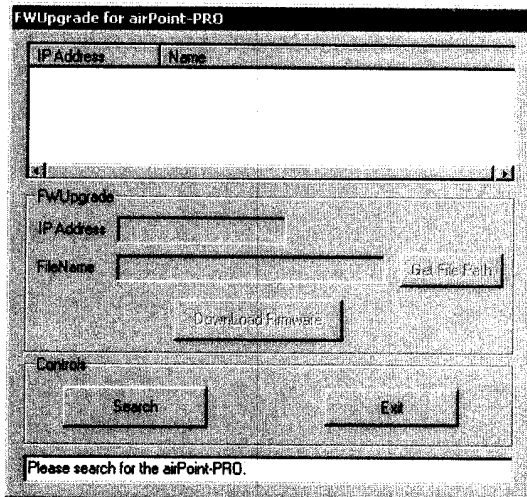 FWUpgrade for airPoint-PRO
IP Address Name
FWUpgrade
IP Address
FileName Get File Path
DownLoad Firmware
Controls
Search Exit
Please search for the airPoint-PRO.